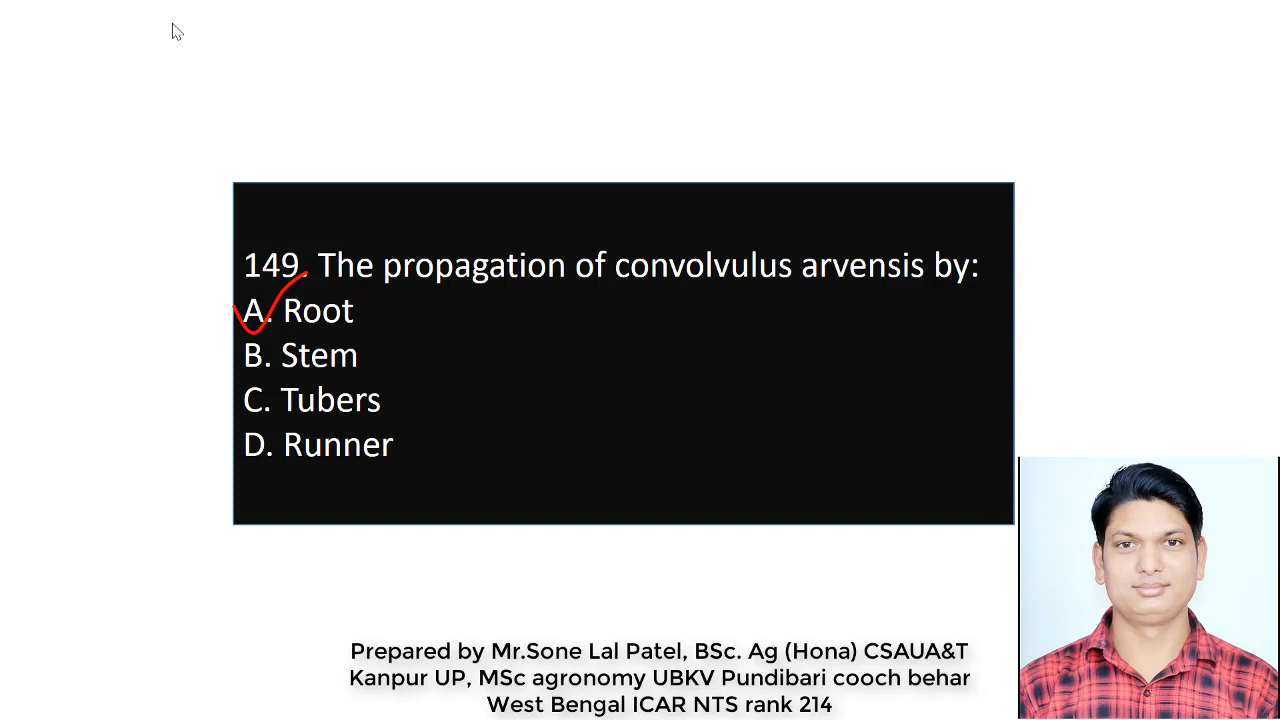 149. The propagation of convolvulus arvensis by:
A. Root
B. Stem
C. Tubers
D. Runner
Prepared by Mr.Sone Lal Patel, BSc. Ag (Hona) CSAUA&T
Kanpur UP, MSc agronomy UBKV Pundibari cooch behar
West Bengal ICAR NTS rank 214